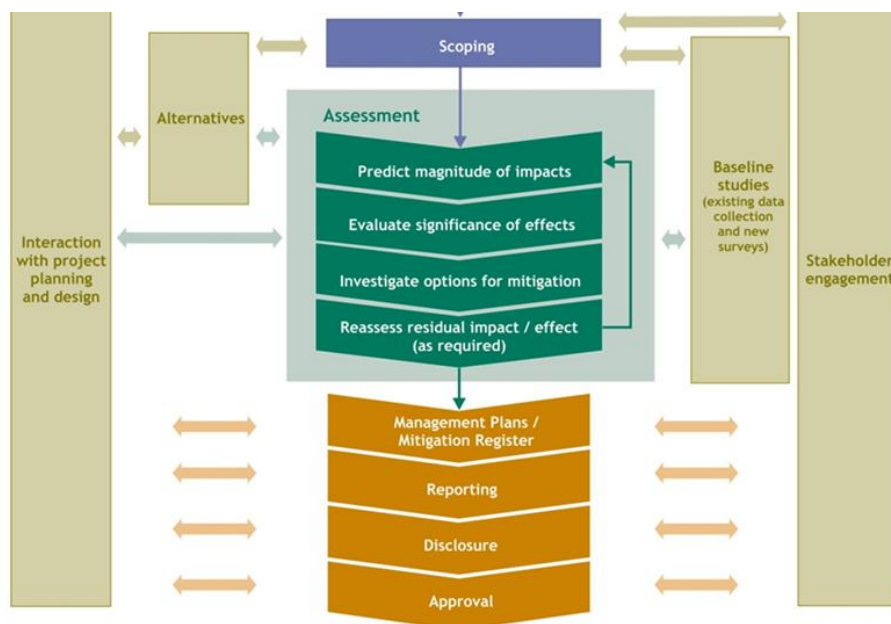 Scoping
Alternatives
Assessment
Predict magnitude of impacts
Evaluate significance of effects
Investigate options for mitigation
Reassess residual impact / effect
(as required)
Baseline
studies
(existing data
collection
and new
surveys)
Interaction
with project
planning
and design
Stakeholder
engagement
Management Plans /
Mitigation Register
Reporting
Disclosure
Approval